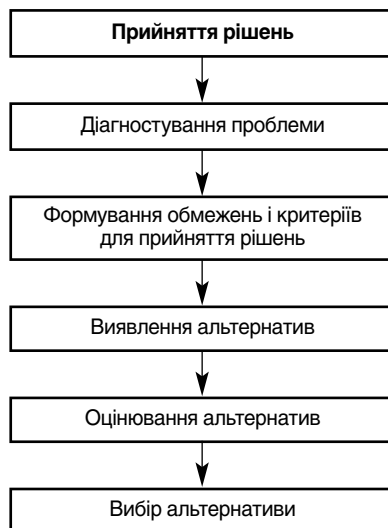 Прийняття рішень
Діагностування проблеми
Формування обмежень і критеріїв
для прийняття рішень
Виявлення альтернатив
Оцінювання альтернатив
Вибір альтернативи